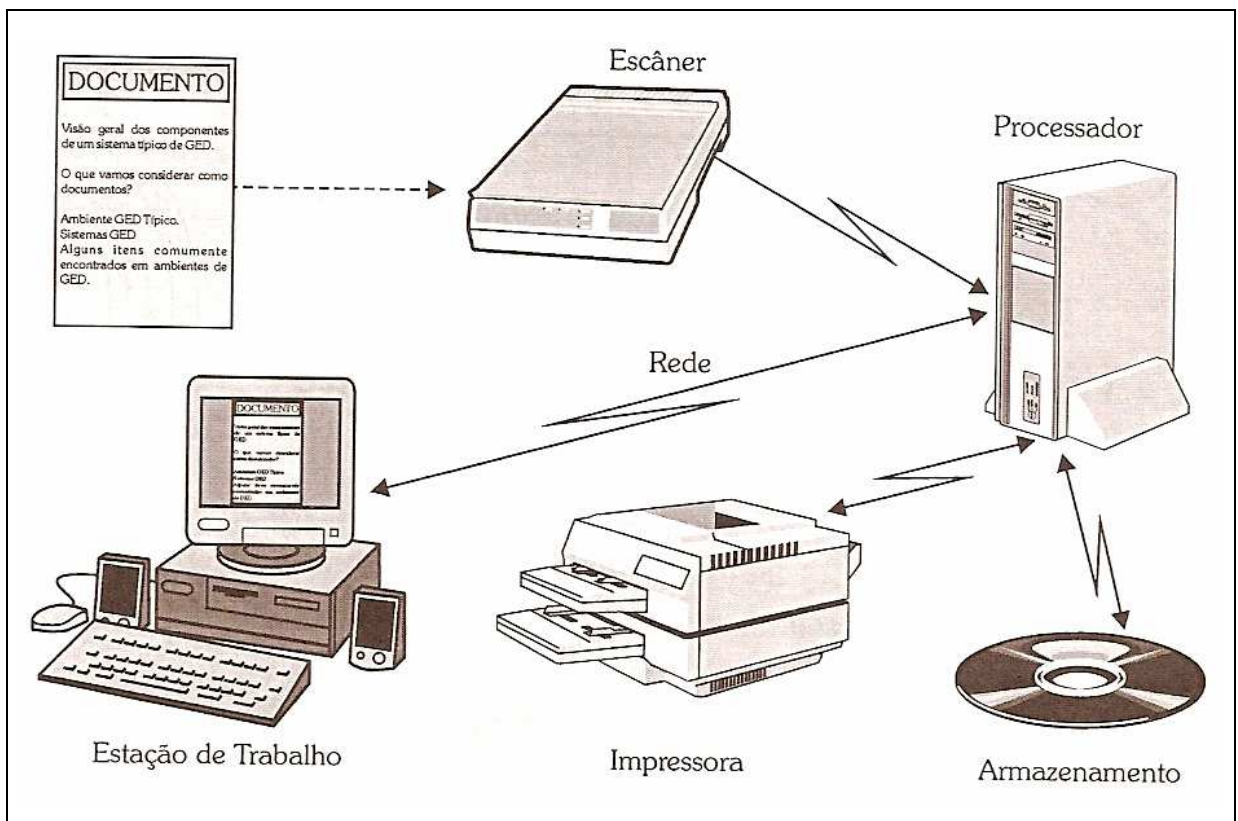 DOCUMENTO
Visão geral dos componentes
de um sistema típico de GED.
O que vamos considerar como
documentos?
Ambiente GED Típico.
Sistemas GED
Alguns itens comumente
encontrados em ambientes de
GED.
Escâner
Processador
Rede
DOCUMENTO
Estação de Trabalho
Impressora
Armazenamento